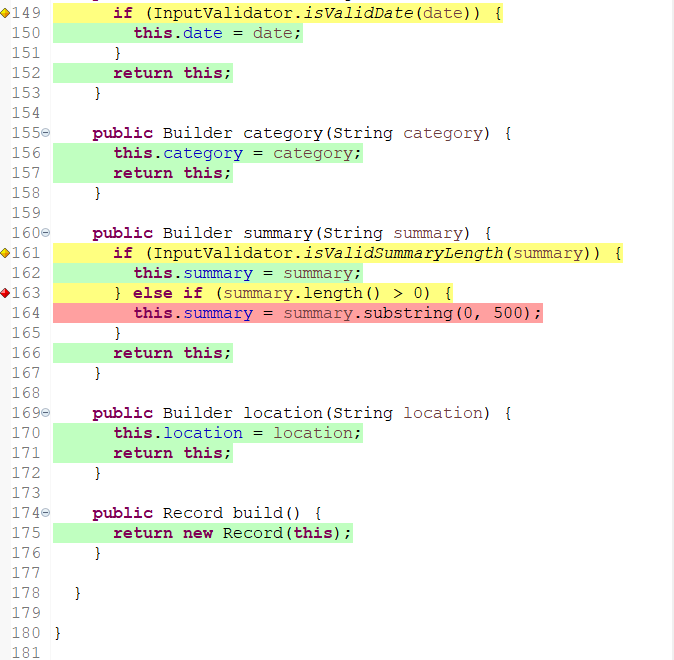 149 if (InputValidator.isValidDate(date)) {
150 this.date = date;
151 }
152 return this;
153 }
154
155 public Builder category(String category) {
156 this.category = category;
157 return this;
158 }
159
160 public Builder summary(String summary) {
161 if (InputValidator.isValidSummaryLength(summary)) {
162 this.summary = summary;
163 } else if (summary.length() > 0) {
164 this.summary = summary.substring(0, 500);
165 }
166 return this;
167 }
168
169 public Builder location(String location) {
170 this.location = location;
171 return this;
172 }
173
174 public Record build() {
175 return new Record(this);
176 }
177
178 }
179
180 }
181